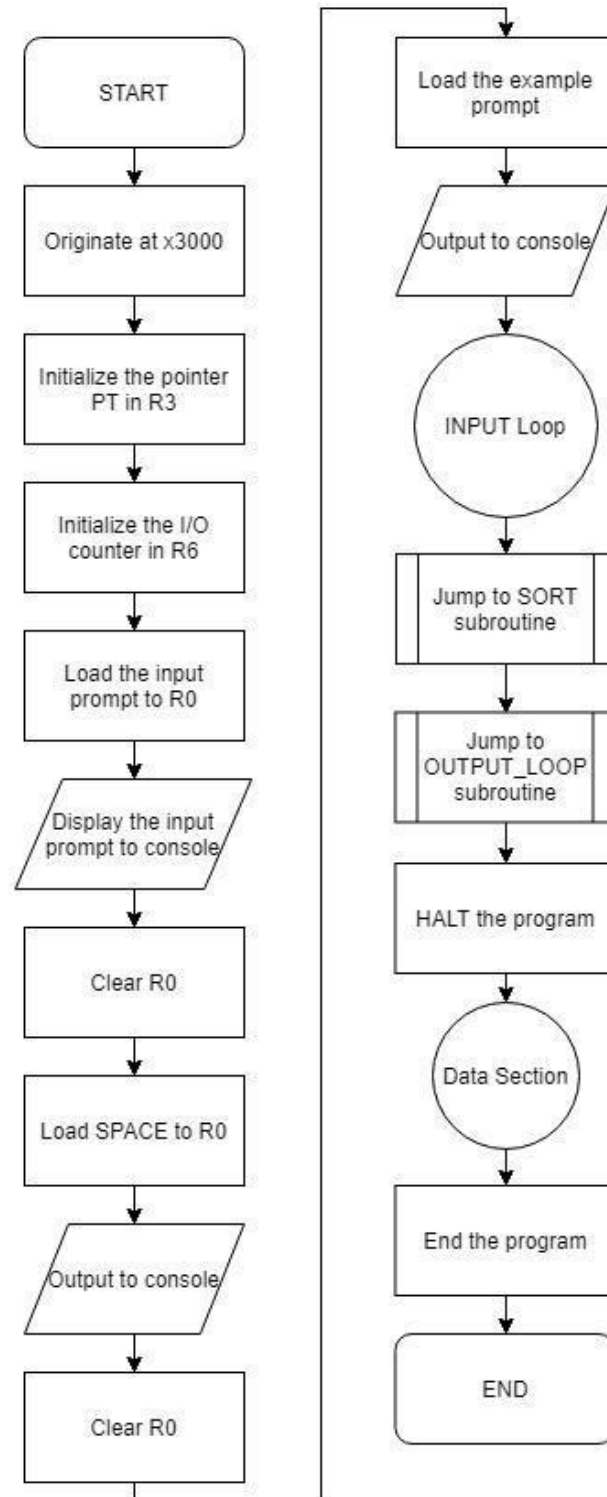 START
Originate at x3000
Initialize the pointer
PT in R3
Initialize the I/O
counter in R6
Load the input
prompt to R0
Display the input
prompt to console
Clear R0
Load SPACE to R0
Output to console
Clear R0
Load the example
prompt
Output to console
INPUT Loop
Jump to SORT
subroutine
Jump to
OUTPUT_LOOP
subroutine
HALT the program
Data Section
End the program
END